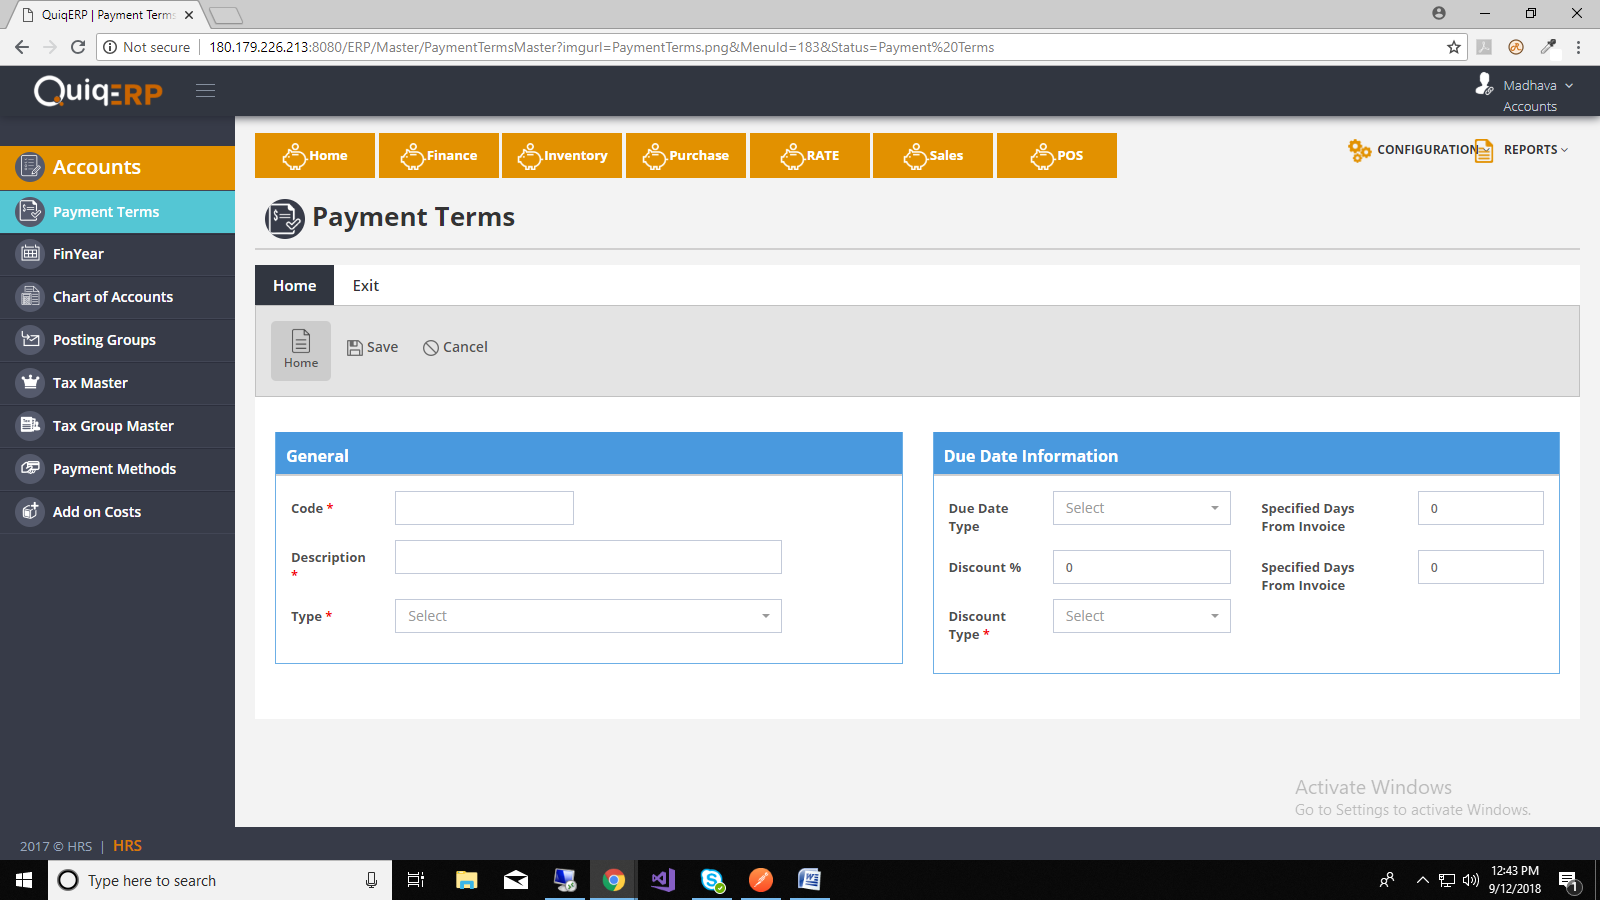 QuiqERP | Payment Terms
Not secure
180.179.226.213:8080/ERP/Master/PaymentTermsMaster?imgurl=PaymentTerms.png&MenuId=183&Status=Payment%20Terms
QuiqERP
Madhava
Accounts
Accounts
Payment Terms
FinYear
Chart of Accounts
Posting Groups
Tax Master
Tax Group Master
Payment Methods
Add on Costs
Home
Finance
Inventory
Purchase
RATE
Sales
POS
CONFIGURATION
REPORTS
Payment Terms
Home
Exit
Home
Save
Cancel
General
Code *
Description
*
Type *
Select
Due Date Information
Due Date
Type
Select
Specified Days
From Invoice
0
Discount %
0
Specified Days
From Invoice
0
Discount
Type *
Select
Activate Windows
Go to Settings to activate Windows.
2017 © HRS | HRS
Type here to search
12:43 PM
9/12/2018
1